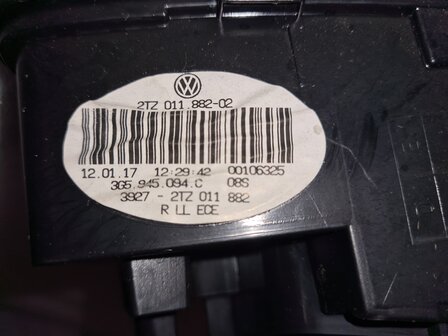 2TZ 011.882-02
12.01.17 12:29:42 00106325
3G5.945.094.C 08S
3927 - 2TZ 011 882
R LL ECE